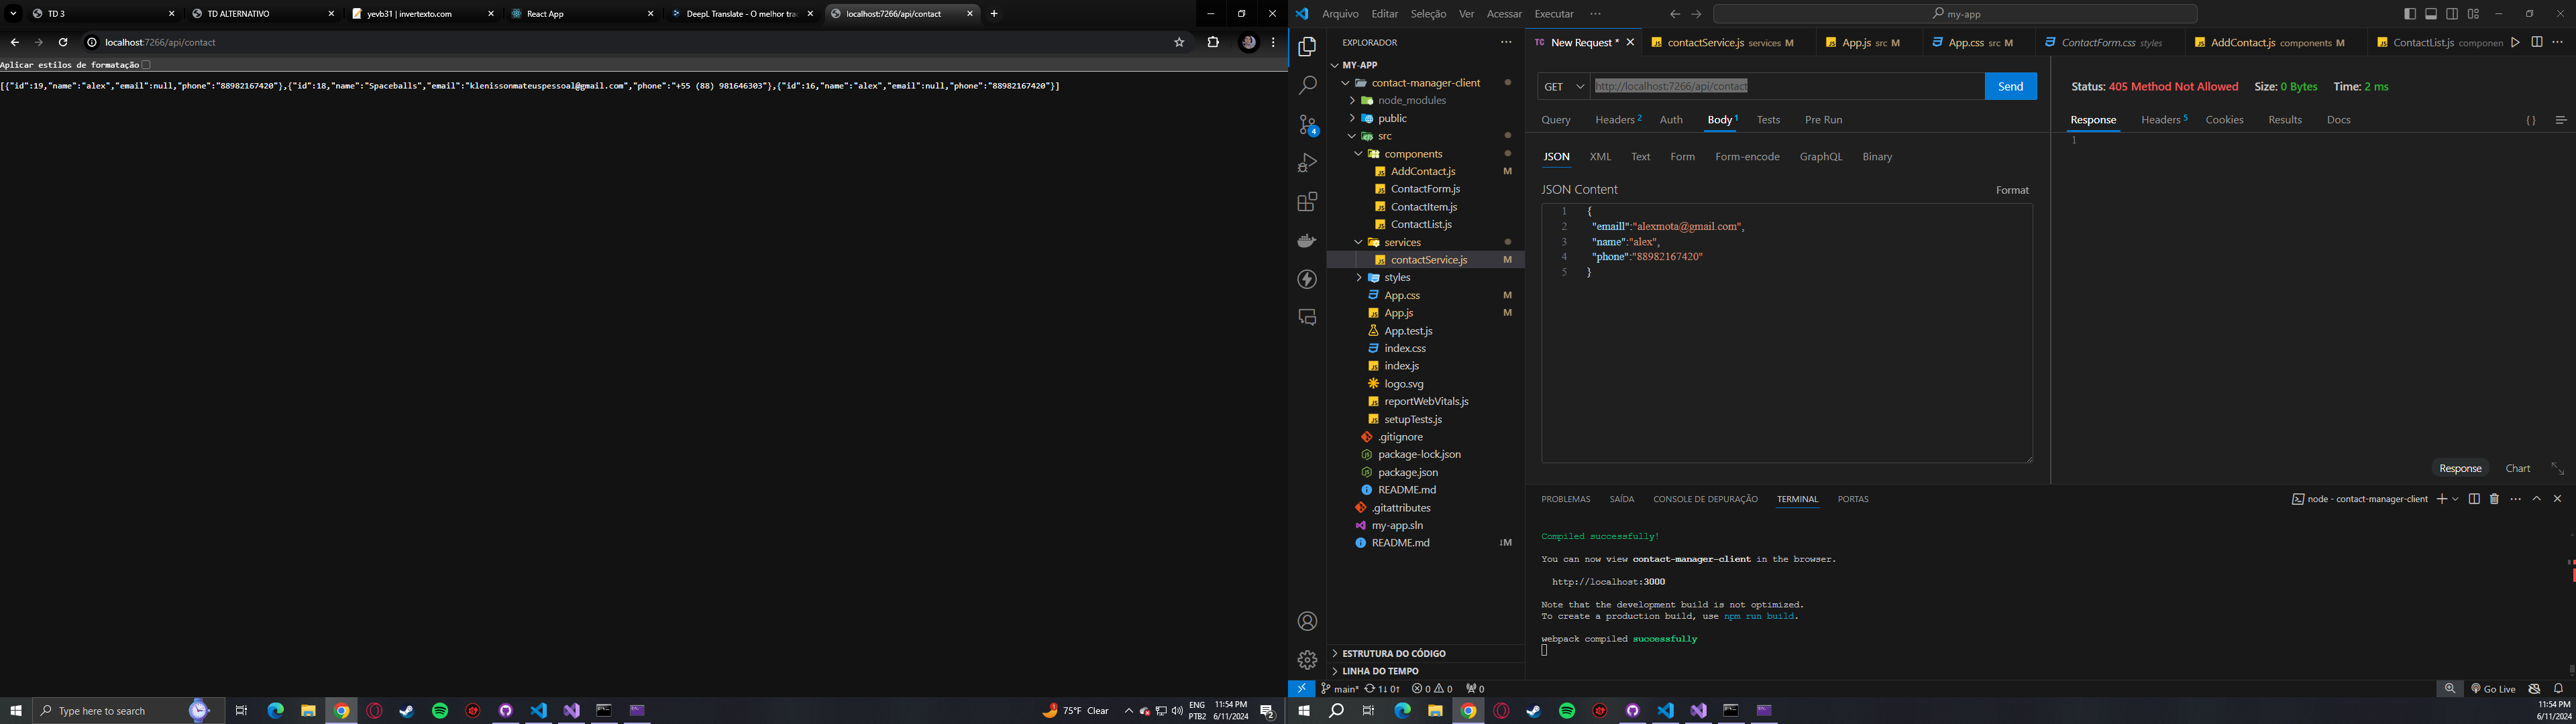 TD 3
TD ALTERNATIVO
yevb31 | invertexto.com
React App
DeepL Translate - O melhor tra
localhost:7266/api/contact
localhost:7266/api/contact
Aplicar estilos de formatação
[{"id":19,"name":"alex","email":null,"phone":"88982167420"},{"id":18,"name":"Spaceballs","email":"klenissonmateuspessoal@gmail.com","phone":"+55 (88) 981646303"},{"id":16,"name":"alex","email":null,"phone":"88982167420"}]
Type here to search
75°F Clear
ENG
PTB2
11:54 PM
6/11/2024
2
Arquivo Editar Seleção Ver Acessar Executar ···
my-app
EXPLORADOR
MY-APP
contact-manager-client
node_modules
public
src
components
AddContact.js M
ContactForm.js
ContactItem.js
ContactList.js
services
contactService.js M
styles
App.css M
App.js M
App.test.js
index.css
index.js
logo.svg
reportWebVitals.js
setupTests.js
.gitignore
package-lock.json
package.json
README.md
.gitattributes
my-app.sln
README.md ↓M
ESTRUTURA DO CÓDIGO
LINHA DO TEMPO
4
TC New Request *
contactService.js services M
App.js src M
App.css src M
ContactForm.css styles
AddContact.js components M
ContactList.js componen
GET
http://localhost:7266/api/contact
Send
Query Headers 2 Auth Body 1 Tests Pre Run
JSON XML Text Form Form-encode GraphQL Binary
JSON Content
Format
1 {
2 "emaill":"alexmota@gmail.com",
3 "name":"alex",
4 "phone":"88982167420"
5 }
Status: 405 Method Not Allowed Size: 0 Bytes Time: 2 ms
Response Headers 5 Cookies Results Docs
{ }
1
Response Chart
PROBLEMAS SAÍDA CONSOLE DE DEPURAÇÃO TERMINAL PORTAS
node - contact-manager-client
Compiled successfully!
You can now view contact-manager-client in the browser.
http://localhost:3000
Note that the development build is not optimized.
To create a production build, use npm run build.
webpack compiled successfully
main* 1↓ 0↑ 0 0 0
Go Live
11:54 PM
6/11/2024